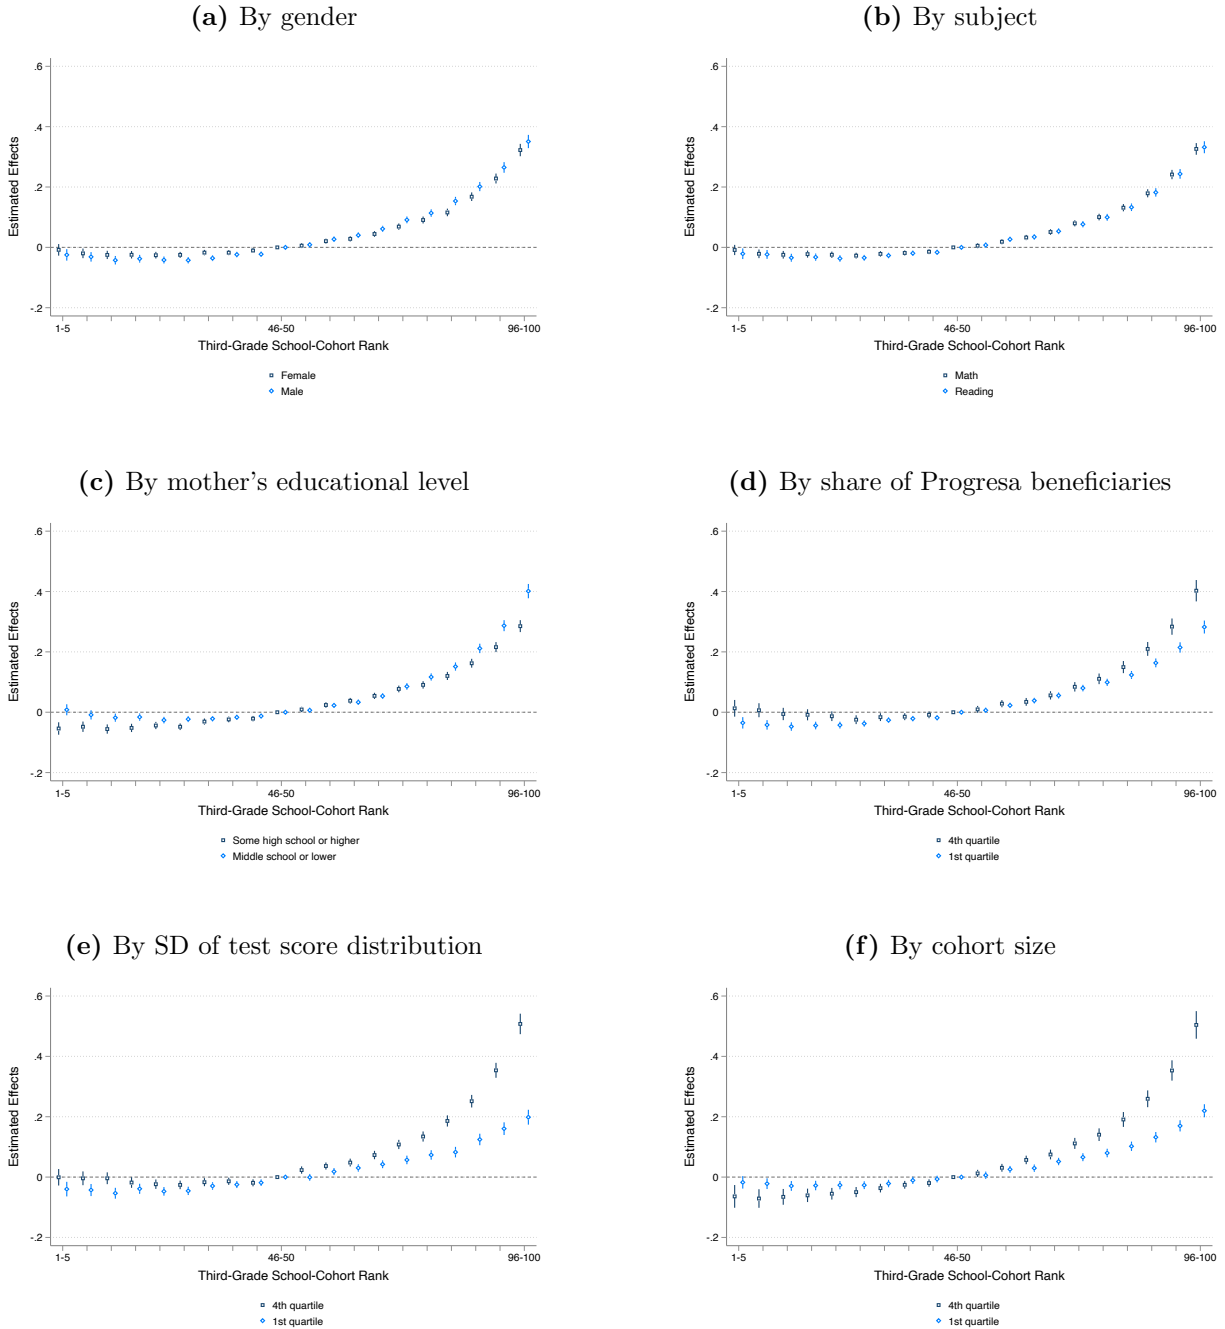 (a) By gender
.6
.4
.2
0
-.2
Estimated Effects
1-5 46-50 96-100
Third-Grade School-Cohort Rank
Female
Male
(b) By subject
.6
.4
.2
0
-.2
Estimated Effects
1-5 46-50 96-100
Third-Grade School-Cohort Rank
Math
Reading
(c) By mother's educational level
.6
.4
.2
0
-.2
Estimated Effects
1-5 46-50 96-100
Third-Grade School-Cohort Rank
Some high school or higher
Middle school or lower
(d) By share of Progresa beneficiaries
.6
.4
.2
0
-.2
Estimated Effects
1-5 46-50 96-100
Third-Grade School-Cohort Rank
4th quartile
1st quartile
(e) By SD of test score distribution
.6
.4
.2
0
-.2
Estimated Effects
1-5 46-50 96-100
Third-Grade School-Cohort Rank
4th quartile
1st quartile
(f) By cohort size
.6
.4
.2
0
-.2
Estimated Effects
1-5 46-50 96-100
Third-Grade School-Cohort Rank
4th quartile
1st quartile